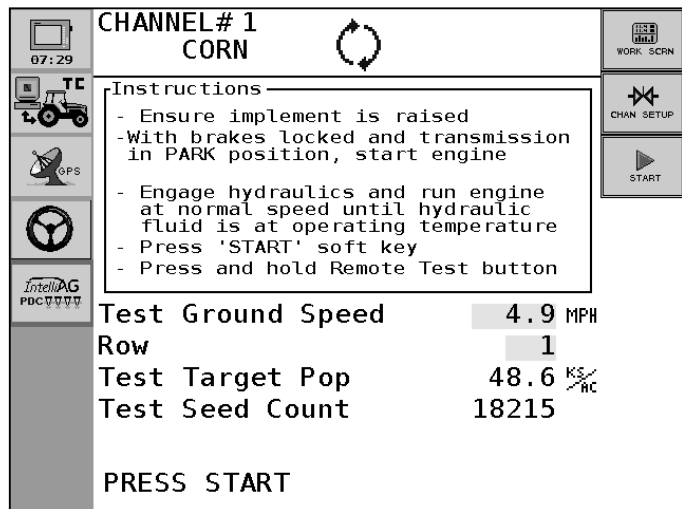 CHANNEL# 1
CORN
07:29
TC
GPS
IntelliAG
PDC
WORK SCRN
CHAN SETUP
START
Instructions
- Ensure implement is raised
-With brakes locked and transmission
in PARK position, start engine
- Engage hydraulics and run engine
at normal speed until hydraulic
fluid is at operating temperature
- Press 'START' soft key
- Press and hold Remote Test button
Test Ground Speed 4.9 MPH
Row 1
Test Target Pop 48.6 KS/AC
Test Seed Count 18215
PRESS START